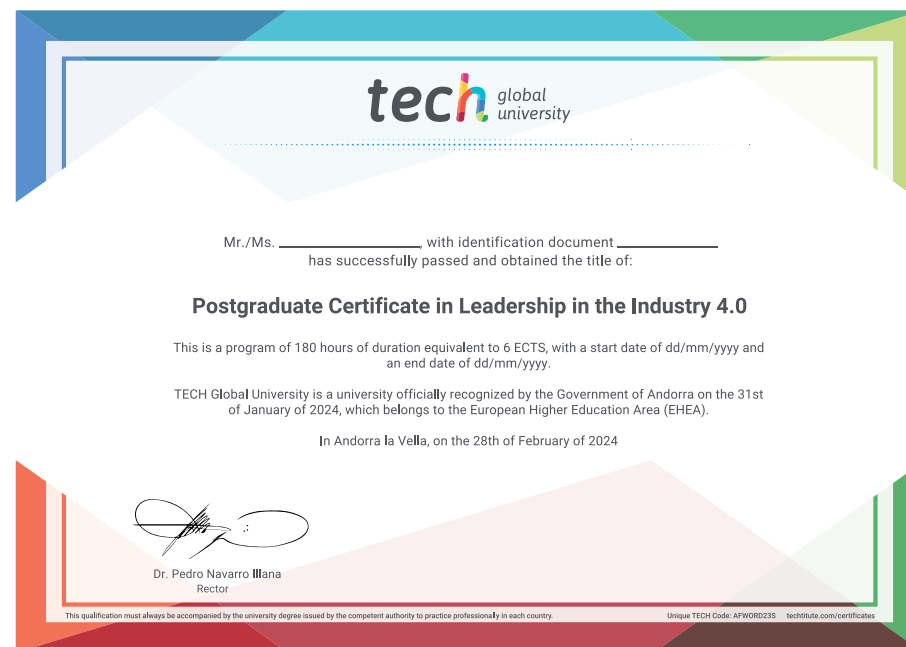 tech global
university
Mr./Ms. ____________, with identification document ____________
has successfully passed and obtained the title of:
Postgraduate Certificate in Leadership in the Industry 4.0
This is a program of 180 hours of duration equivalent to 6 ECTS, with a start date of dd/mm/yyyy and
an end date of dd/mm/yyyy.
TECH Global University is a university officially recognized by the Government of Andorra on the 31st
of January of 2024, which belongs to the European Higher Education Area (EHEA).
In Andorra la Vella, on the 28th of February of 2024
Dr. Pedro Navarro Illana
Rector
This qualification must always be accompanied by the university degree issued by the competent authority to practice professionally in each country.
Unique TECH Code: AFWORD23S techtitute.com/certificates